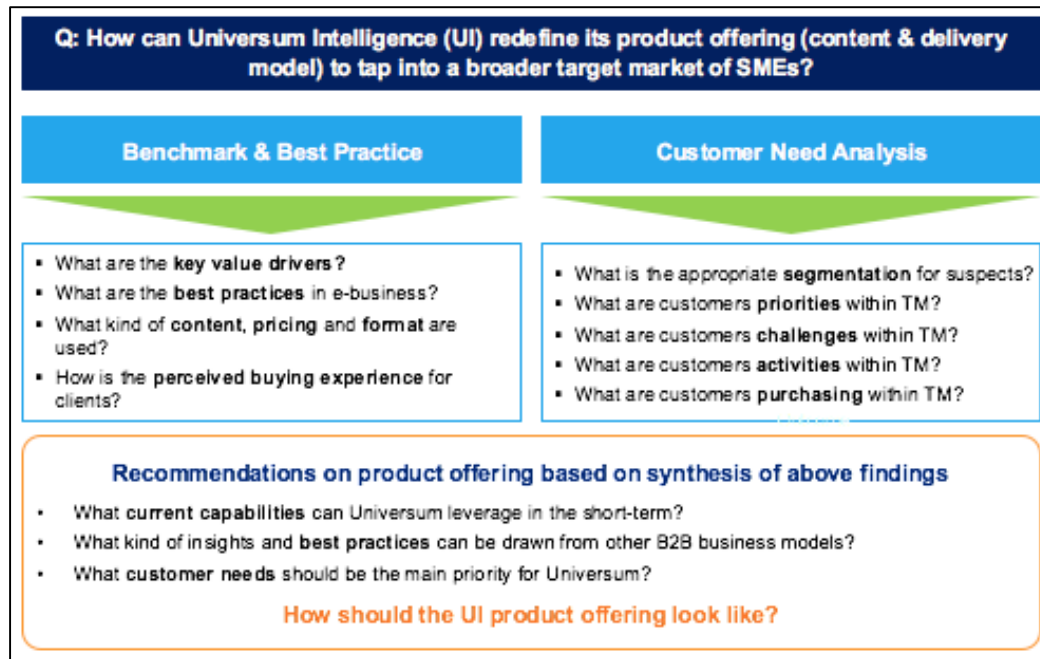 Q: How can Universum Intelligence (UI) redefine its product offering (content & delivery
model) to tap into a broader target market of SMEs?
Benchmark & Best Practice
▪ What are the key value drivers?
▪ What are the best practices in e-business?
▪ What kind of content, pricing and format are
used?
▪ How is the perceived buying experience for
clients?
Customer Need Analysis
▪ What is the appropriate segmentation for suspects?
▪ What are customers priorities within TM?
▪ What are customers challenges within TM?
▪ What are customers activities within TM?
▪ What are customers purchasing within TM?
Recommendations on product offering based on synthesis of above findings
• What current capabilities can Universum leverage in the short-term?
• What kind of insights and best practices can be drawn from other B2B business models?
• What customer needs should be the main priority for Universum?
How should the UI product offering look like?